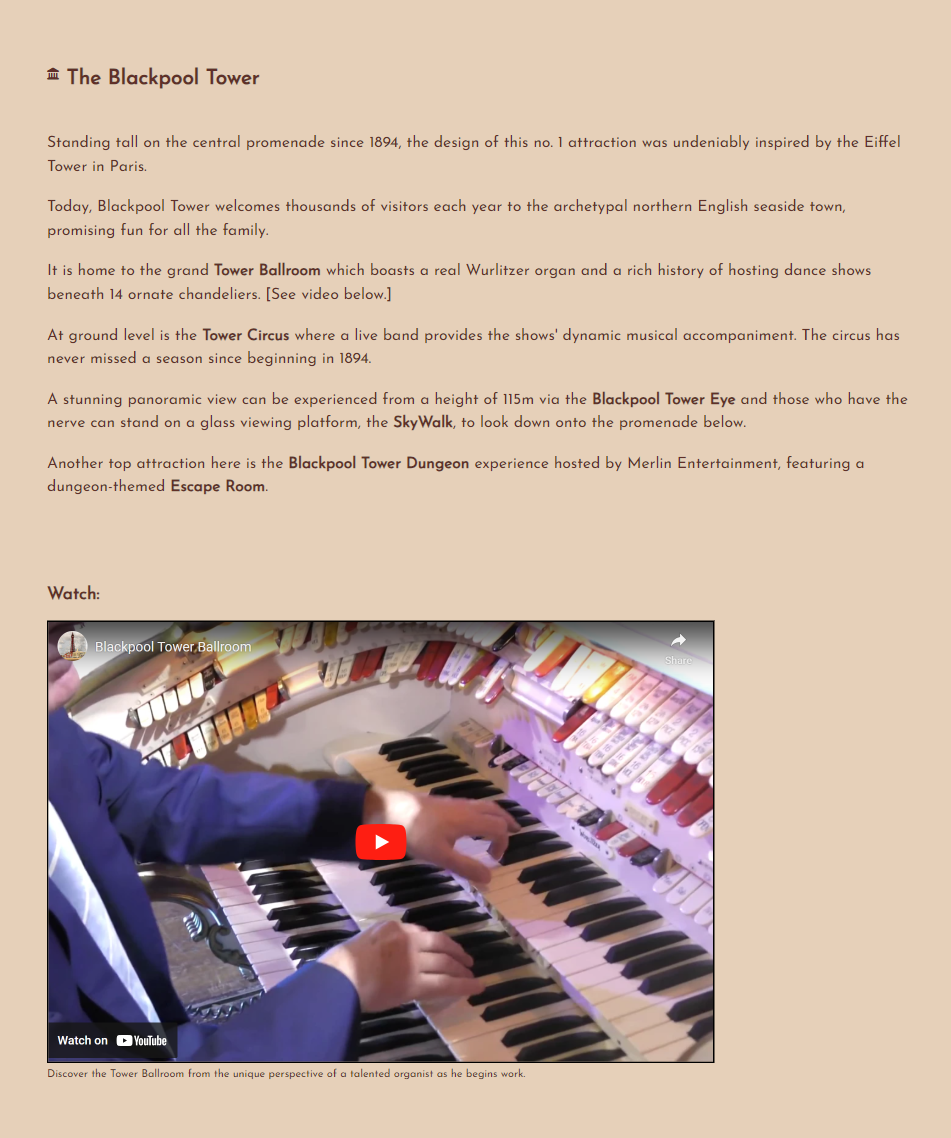 The Blackpool Tower
Standing tall on the central promenade since 1894, the design of this no. 1 attraction was undeniably inspired by the Eiffel
Tower in Paris.
Today, Blackpool Tower welcomes thousands of visitors each year to the archetypal northern English seaside town,
promising fun for all the family.
It is home to the grand Tower Ballroom which boasts a real Wurlitzer organ and a rich history of hosting dance shows
beneath 14 ornate chandeliers. [See video below.]
At ground level is the Tower Circus where a live band provides the shows' dynamic musical accompaniment. The circus has
never missed a season since beginning in 1894.
A stunning panoramic view can be experienced from a height of 115m via the Blackpool Tower Eye and those who have the
nerve can stand on a glass viewing platform, the SkyWalk, to look down onto the promenade below.
Another top attraction here is the Blackpool Tower Dungeon experience hosted by Merlin Entertainment, featuring a
dungeon-themed Escape Room.
Watch:
Blackpool Tower Ballroom
Share
Watch on YouTube
Discover the Tower Ballroom from the unique perspective of a talented organist as he begins work.